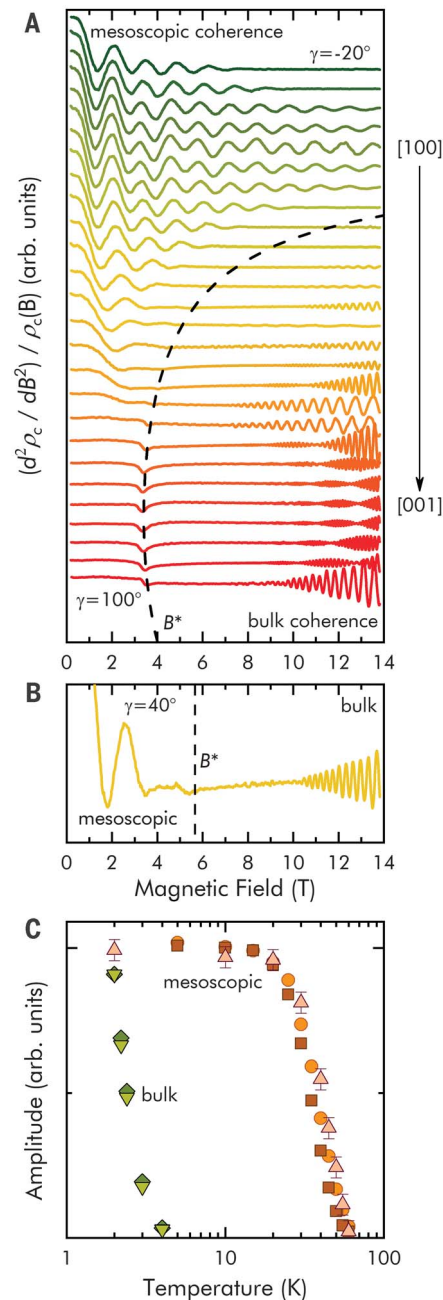 A
mesoscopic coherence
γ=-20°
[100]
(d²ρc / dB²) / ρc(B) (arb. units)
[001]
γ=100°
B*
bulk coherence
0 2 4 6 8 10 12 14
B
γ=40°
bulk
B*
mesoscopic
0 2 4 6 8 10 12 14
Magnetic Field (T)
C
mesoscopic
bulk
Amplitude (arb. units)
1 10 100
Temperature (K)